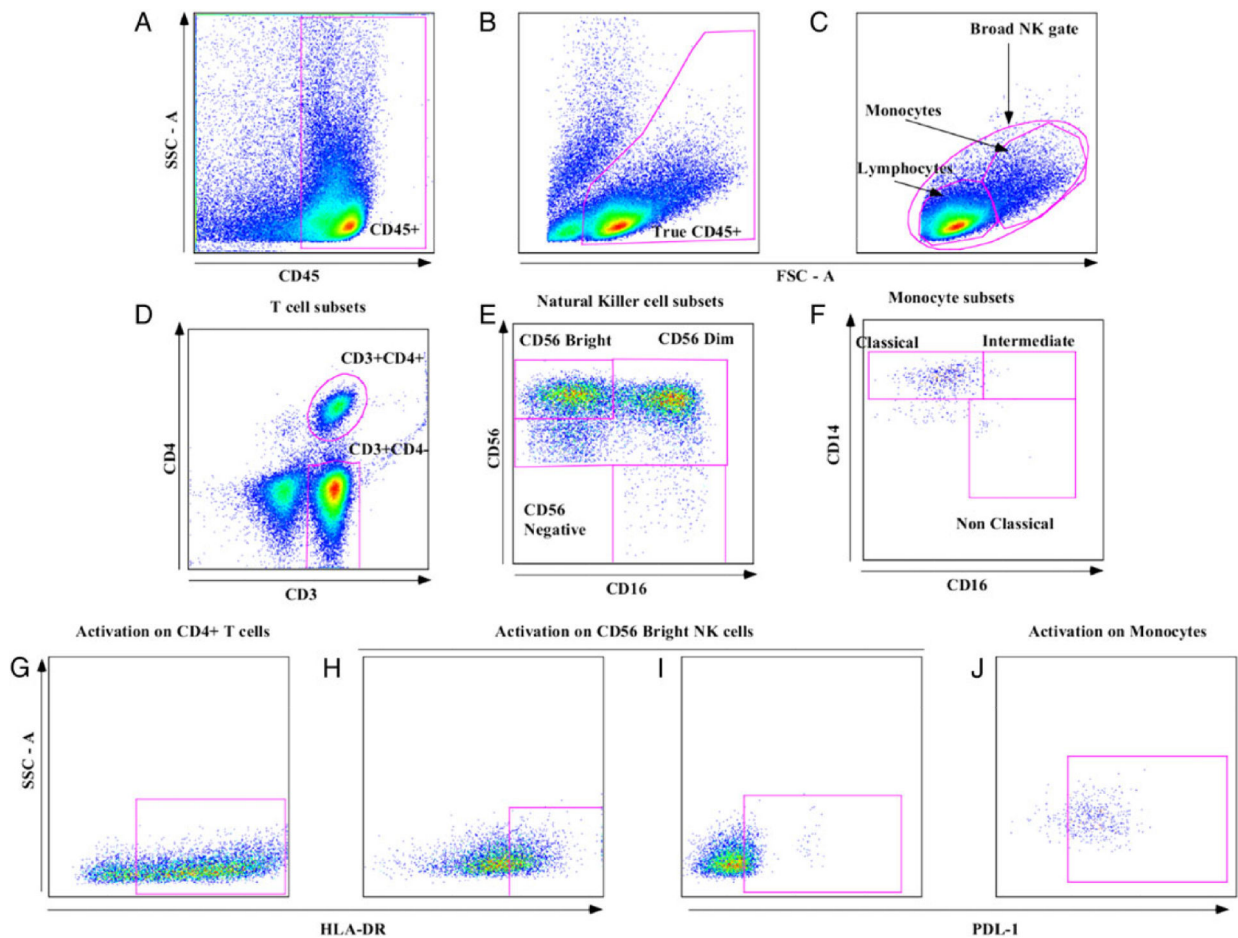 A
B
C
Broad NK gate
Monocytes
Lymphocytes
SSC - A
CD45+
True CD45+
CD45
FSC - A
D
T cell subsets
E
Natural Killer cell subsets
F
Monocyte subsets
CD3+CD4+
CD3+CD4-
CD4
CD3
CD56 Bright
CD56 Dim
CD56
CD56
Negative
CD16
Classical
Intermediate
CD14
Non Classical
CD16
Activation on CD4+ T cells
Activation on CD56 Bright NK cells
Activation on Monocytes
G
H
I
J
SSC - A
HLA-DR
PDL-1